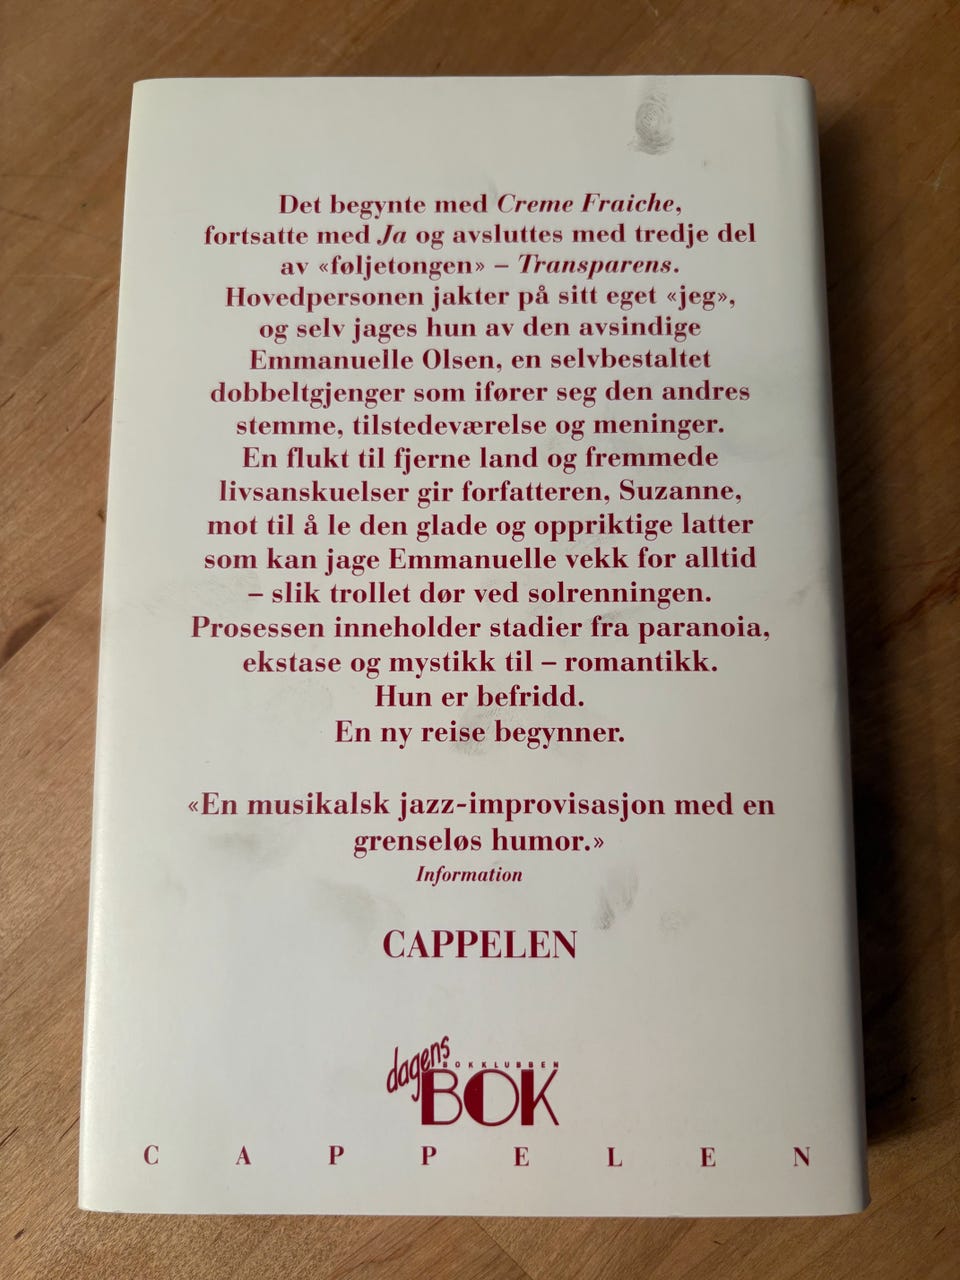 Det begynte med Creme Fraiche,
fortsatte med Ja og avsluttes med tredje del
av «føljetongen» – Transparens.
Hovedpersonen jakter på sitt eget «jeg»,
og selv jages hun av den avsindige
Emmanuelle Olsen, en selvbestaltet
dobbeltgjenger som ifører seg den andres
stemme, tilstedeværelse og meninger.
En flukt til fjerne land og fremmede
livsanskuelser gir forfatteren, Suzanne,
mot til å le den glade og oppriktige latter
som kan jage Emmanuelle vekk for alltid
– slik trollet dør ved solrenningen.
Prosessen inneholder stadier fra paranoia,
ekstase og mystikk til – romantikk.
Hun er befridd.
En ny reise begynner.
«En musikalsk jazz-improvisasjon med en
grenseløs humor.»
Information
CAPPELEN
dagens
BOKKLUBBEN
BOK
CAPPELEN